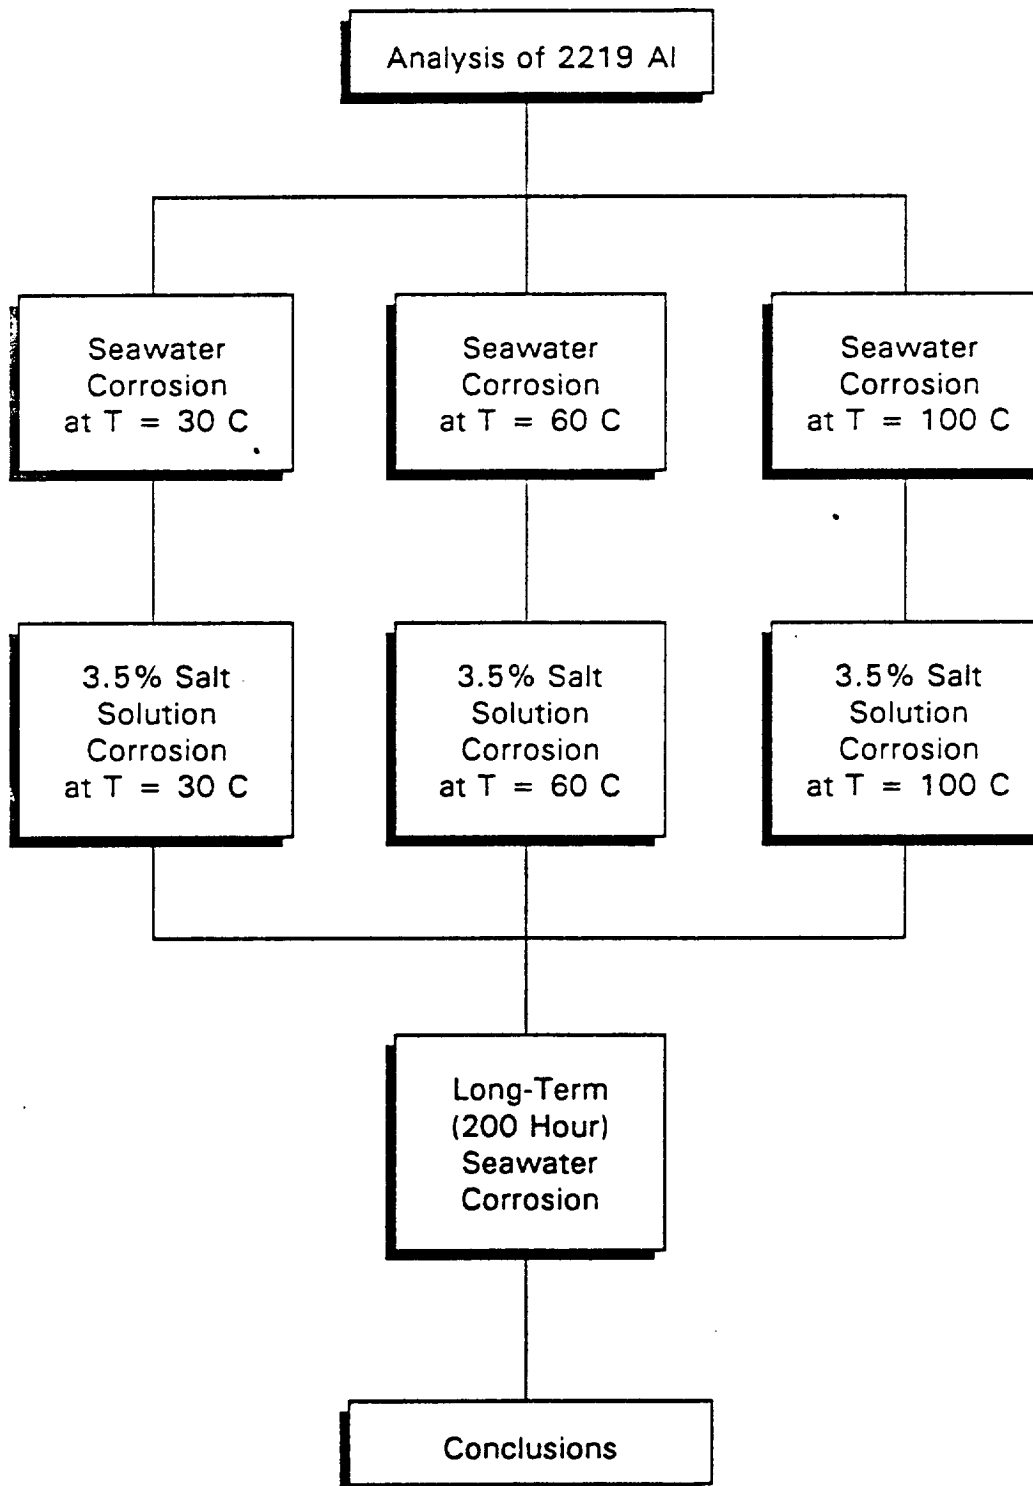 Analysis of 2219 Al
Seawater
Corrosion
at T = 30 C
Seawater
Corrosion
at T = 60 C
Seawater
Corrosion
at T = 100 C
3.5% Salt
Solution
Corrosion
at T = 30 C
3.5% Salt
Solution
Corrosion
at T = 60 C
3.5% Salt
Solution
Corrosion
at T = 100 C
Long-Term
(200 Hour)
Seawater
Corrosion
Conclusions